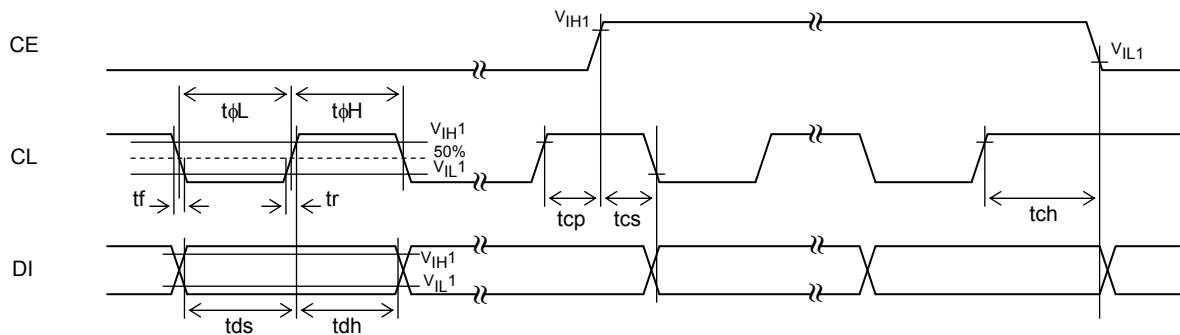 CE
VIH1
VIL1
tϕL
tϕH
CL
VIH1
50%
VIL1
tf
tr
tcp
tcs
tch
DI
VIH1
VIL1
tds
tdh